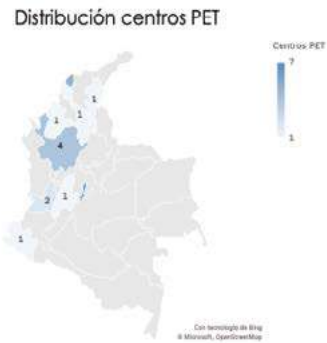 Distribución centros PET
Centros PET
7
1
1
1
1
4
2
1
1
Con tecnología de Bing
© Microsoft, OpenStreetMap